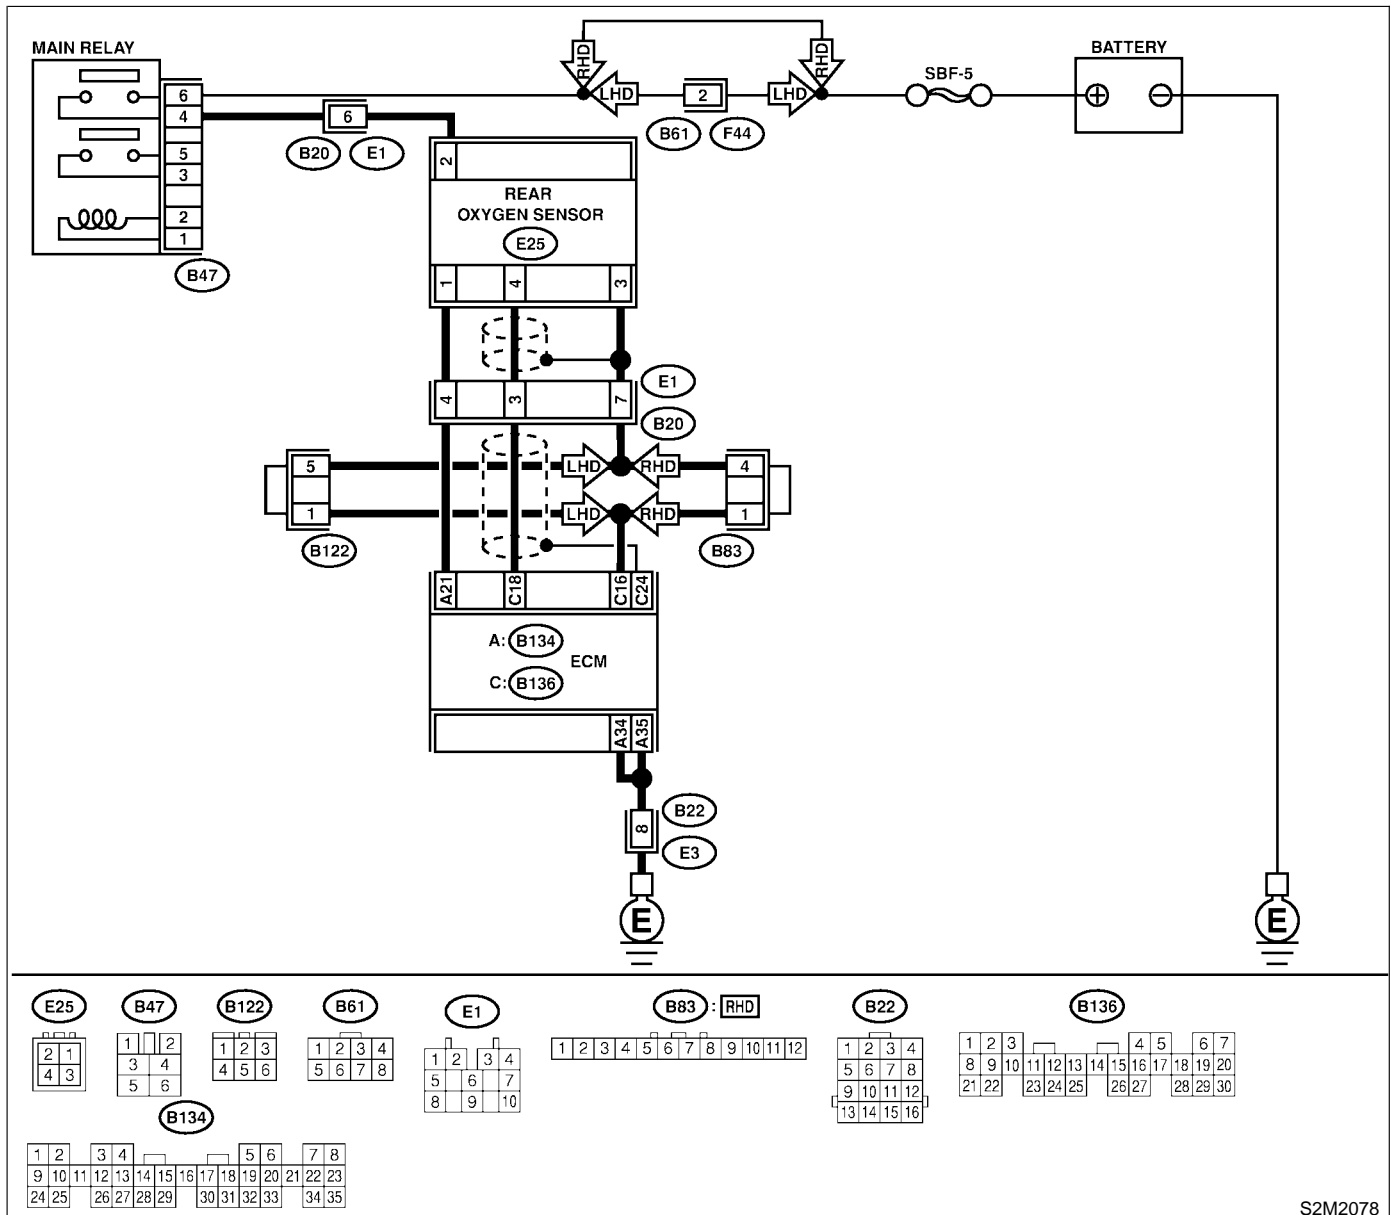 MAIN RELAY
BATTERY
SBF-5
RHD
RHD
LHD
2
LHD
B61
F44
6
4
5
3
2
1
B47
6
B20
E1
2
REAR
OXYGEN SENSOR
E25
1
4
3
E1
4
3
7
B20
5
1
B122
LHD
RHD
LHD
RHD
4
1
B83
A21
C18
C16
C24
A: B134
ECM
C: B136
A34
A35
B22
8
E3
E
E
E25
2 1
4 3
B47
1 2
3 4
5 6
B122
1 2 3
4 5 6
B61
1 2 3 4
5 6 7 8
E1
1 2 3 4
5 6 7
8 9 10
B83 : RHD
1 2 3 4 5 6 7 8 9 10 11 12
B22
1 2 3 4
5 6 7 8
9 10 11 12
13 14 15 16
B136
1 2 3 4 5 6 7
8 9 10 11 12 13 14 15 16 17 18 19 20
21 22 23 24 25 26 27 28 29 30
B134
1 2 3 4 5 6 7 8
9 10 11 12 13 14 15 16 17 18 19 20 21 22 23
24 25 26 27 28 29 30 31 32 33 34 35
S2M2078